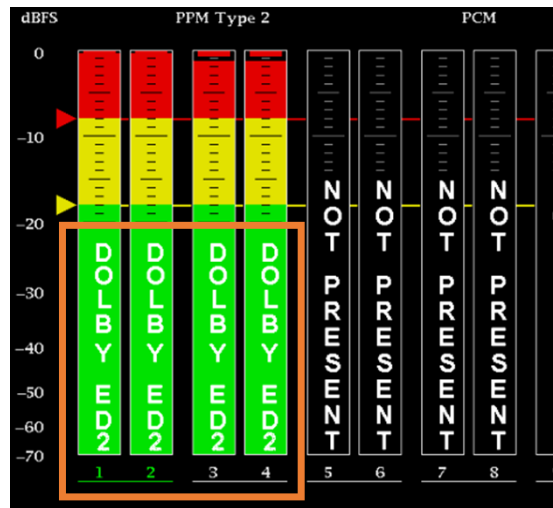 dBFS PPM Type 2 PCM
0
-10
-20
-30
-40
-50
-60
-70
DOLBY ED2
DOLBY ED2
DOLBY ED2
DOLBY ED2
NOT PRESENT
NOT PRESENT
NOT PRESENT
NOT PRESENT
1 2 3 4 5 6 7 8